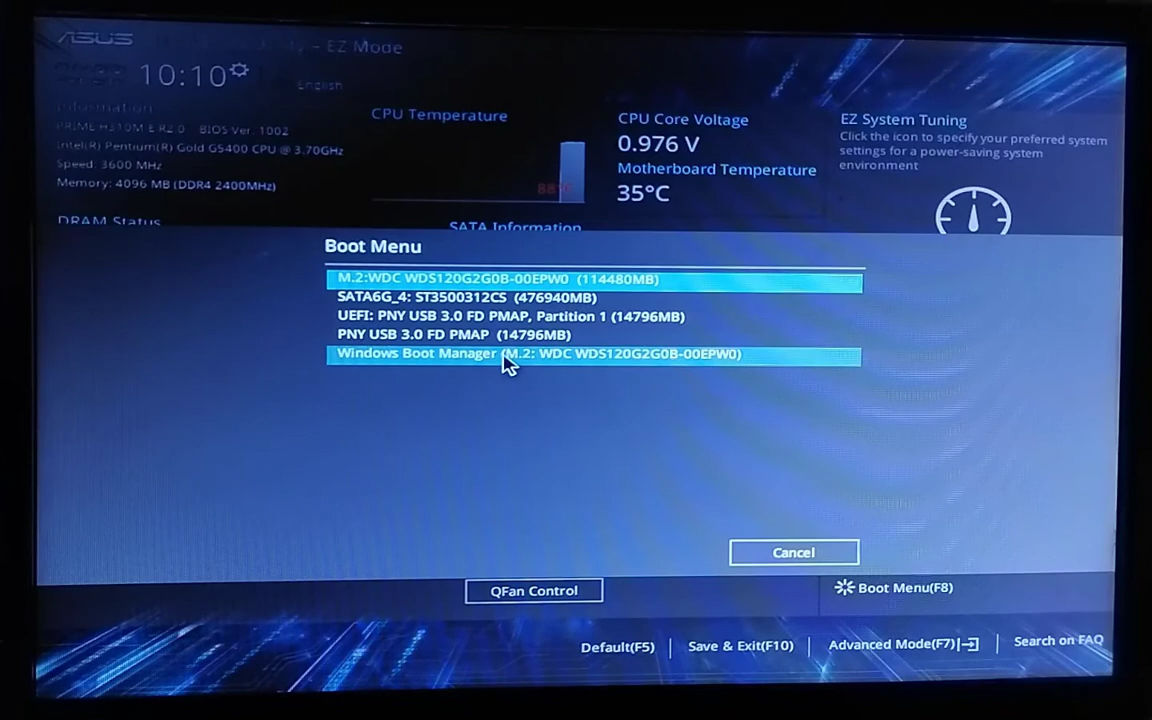 ASUS
– EZ Mode
10:10
English
Information
PRIME H310M-E R2.0 BIOS Ver. 1002
Intel(R) Pentium(R) Gold G5400 CPU @ 3.70GHz
Speed: 3600 MHz
Memory: 4096 MB (DDR4 2400MHz)
CPU Temperature
CPU Core Voltage
0.976 V
Motherboard Temperature
35°C
EZ System Tuning
Click the icon to specify your preferred system
settings for a power-saving system
environment
DRAM Status
SATA Information
Boot Menu
M.2:WDC WDS120G2G0B-00EPW0 (114480MB)
SATA6G_4: ST3500312CS (476940MB)
UEFI: PNY USB 3.0 FD PMAP, Partition 1 (14796MB)
PNY USB 3.0 FD PMAP (14796MB)
Windows Boot Manager (M.2: WDC WDS120G2G0B-00EPW0)
Cancel
QFan Control
Boot Menu(F8)
Default(F5)
Save & Exit(F10)
Advanced Mode(F7)
Search on FAQ